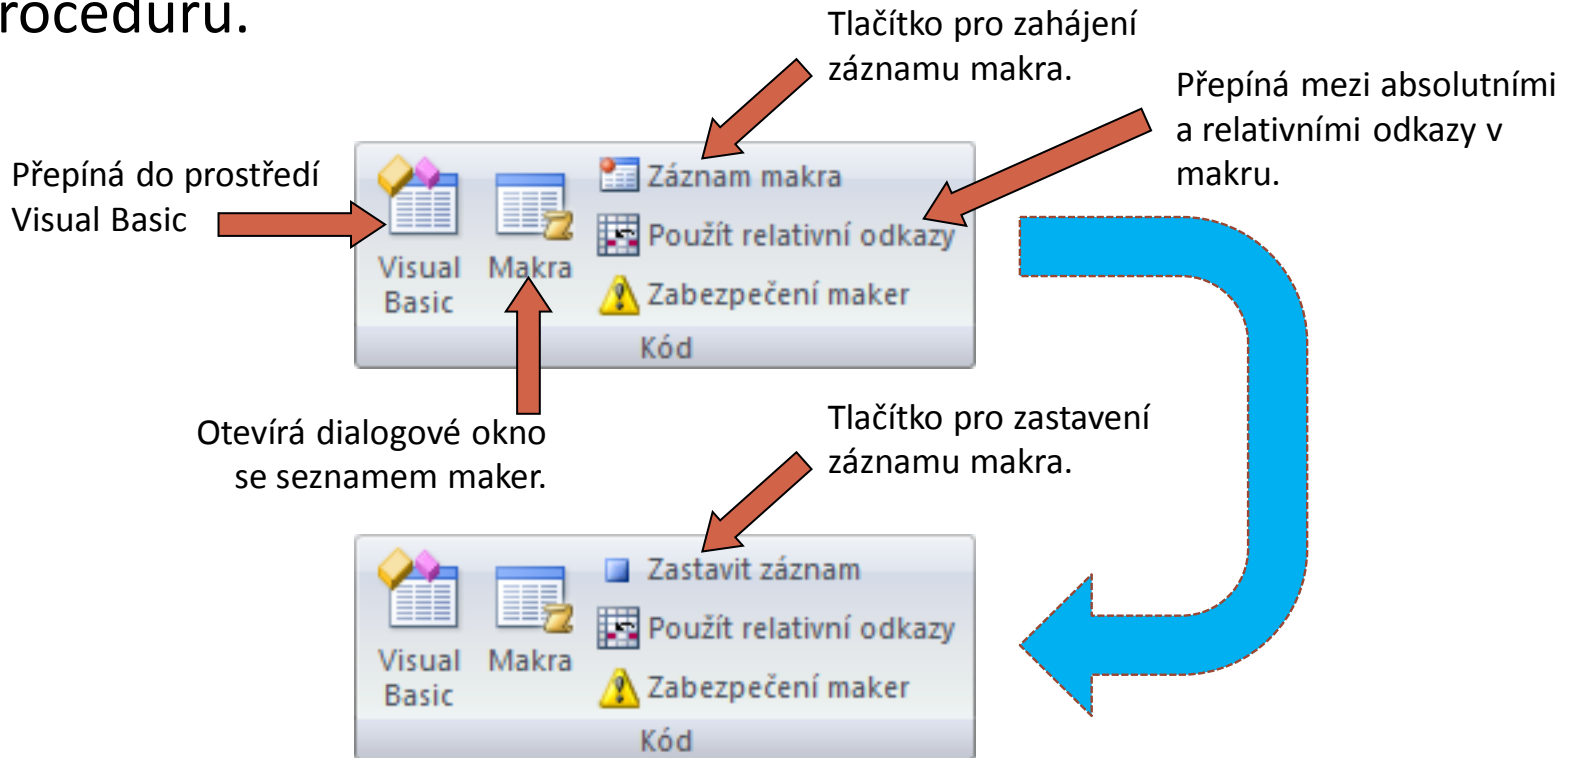 roceduru.
Tlačítko pro zahájení
záznamu makra.
Přepíná mezi absolutními
a relativními odkazy v
makru.
Přepíná do prostředí
Visual Basic
Záznam makra
Použít relativní odkazy
Zabezpečení maker
Visual
Basic
Makra
Kód
Otevírá dialogové okno
se seznamem maker.
Tlačítko pro zastavení
záznamu makra.
Zastavit záznam
Použít relativní odkazy
Zabezpečení maker
Visual
Basic
Makra
Kód